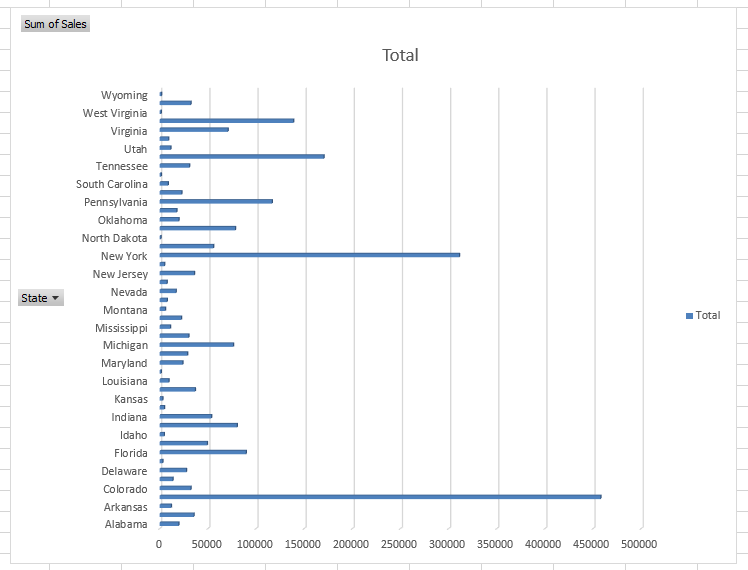 Sum of Sales
Total
Wyoming
West Virginia
Virginia
Utah
Tennessee
South Carolina
Pennsylvania
Oklahoma
North Dakota
New York
New Jersey
State
Nevada
Montana
Total
Mississippi
Michigan
Maryland
Louisiana
Kansas
Indiana
Idaho
Florida
Delaware
Colorado
Arkansas
Alabama
0 50000 100000 150000 200000 250000 300000 350000 400000 450000 500000